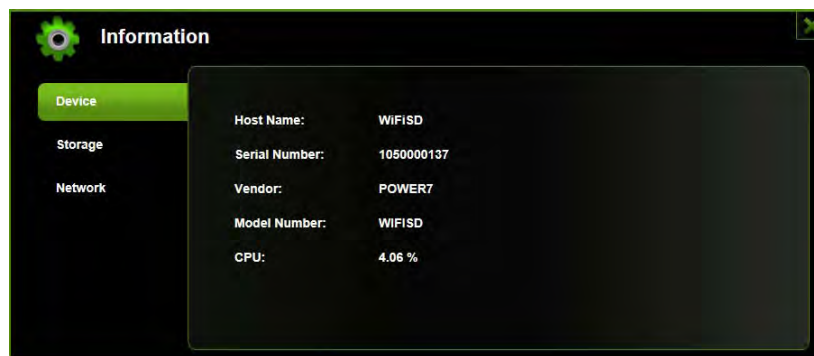 Information
Device
Storage
Network
Host Name: WiFiSD
Serial Number: 1050000137
Vendor: POWER7
Model Number: WIFISD
CPU: 4.06 %